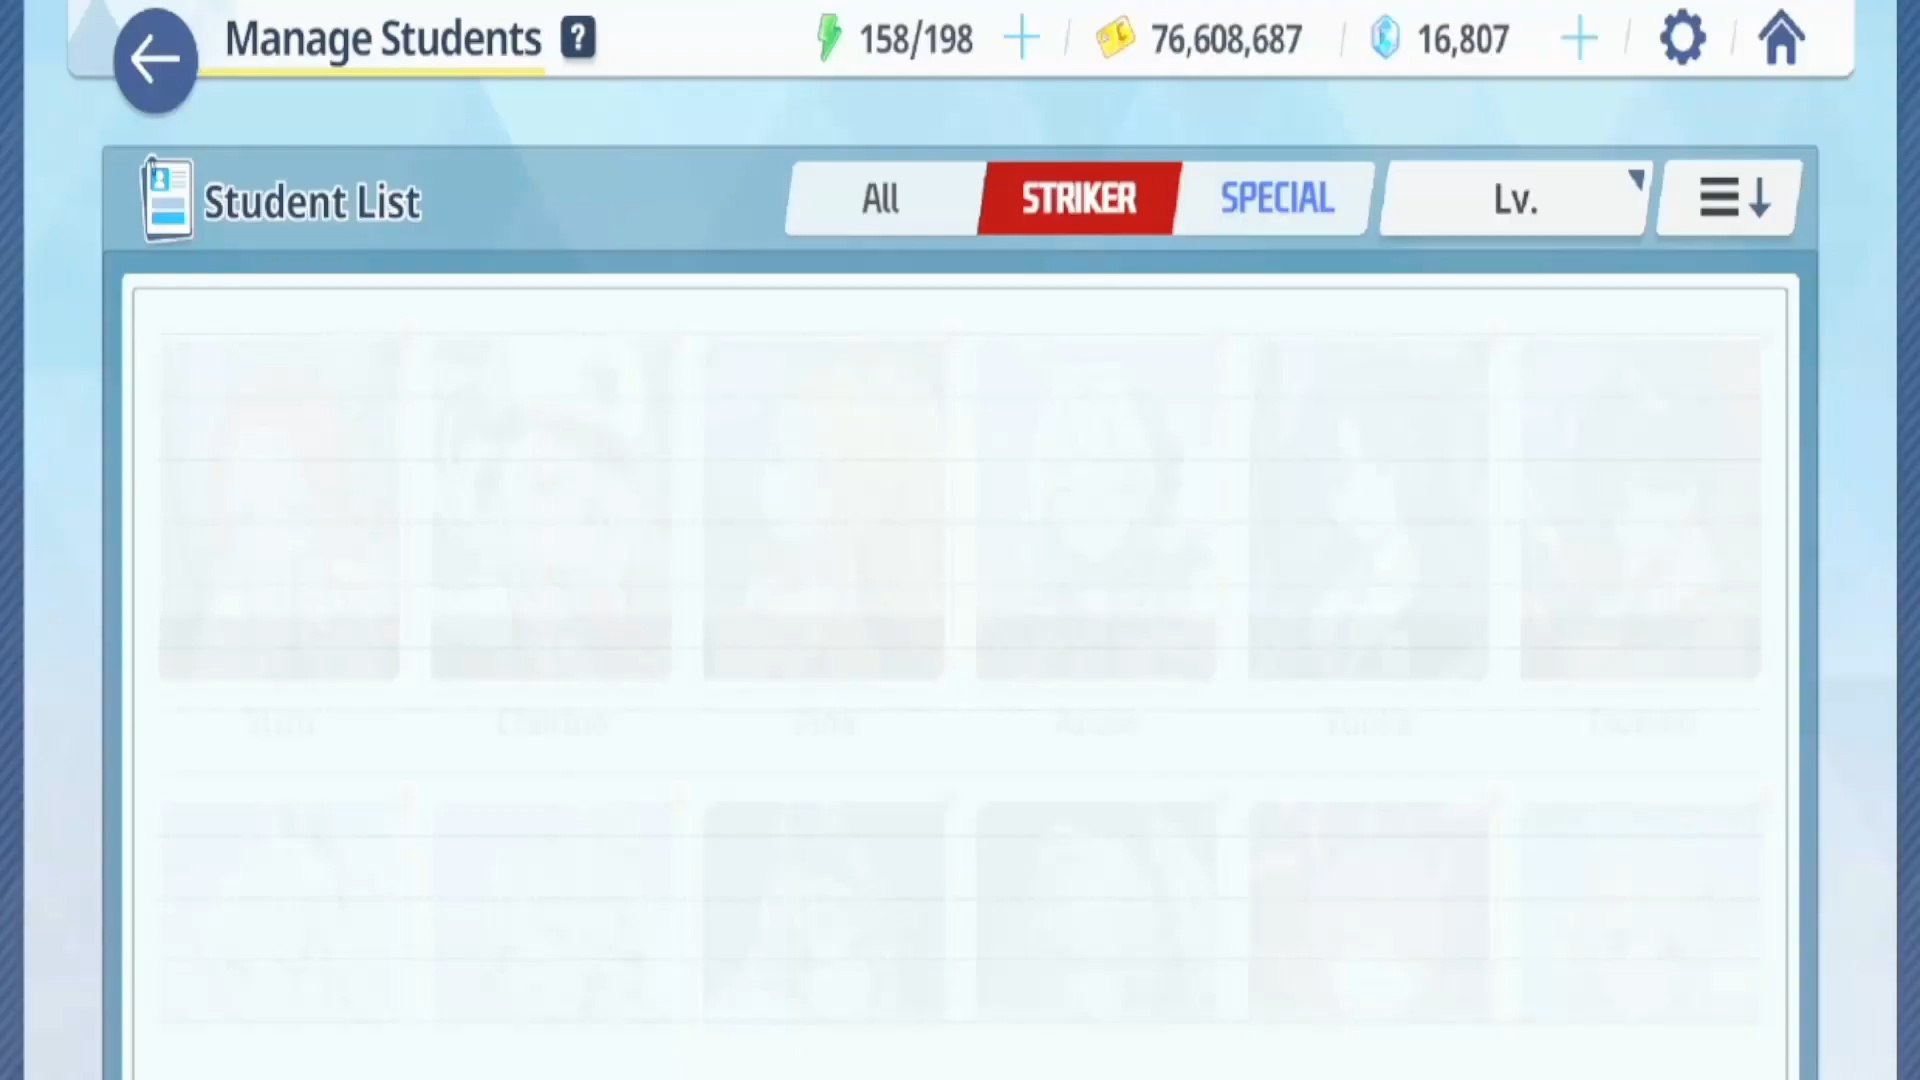 Manage Students ?
158/198
76,608,687
16,807
Student List
All
STRIKER
SPECIAL
Lv.